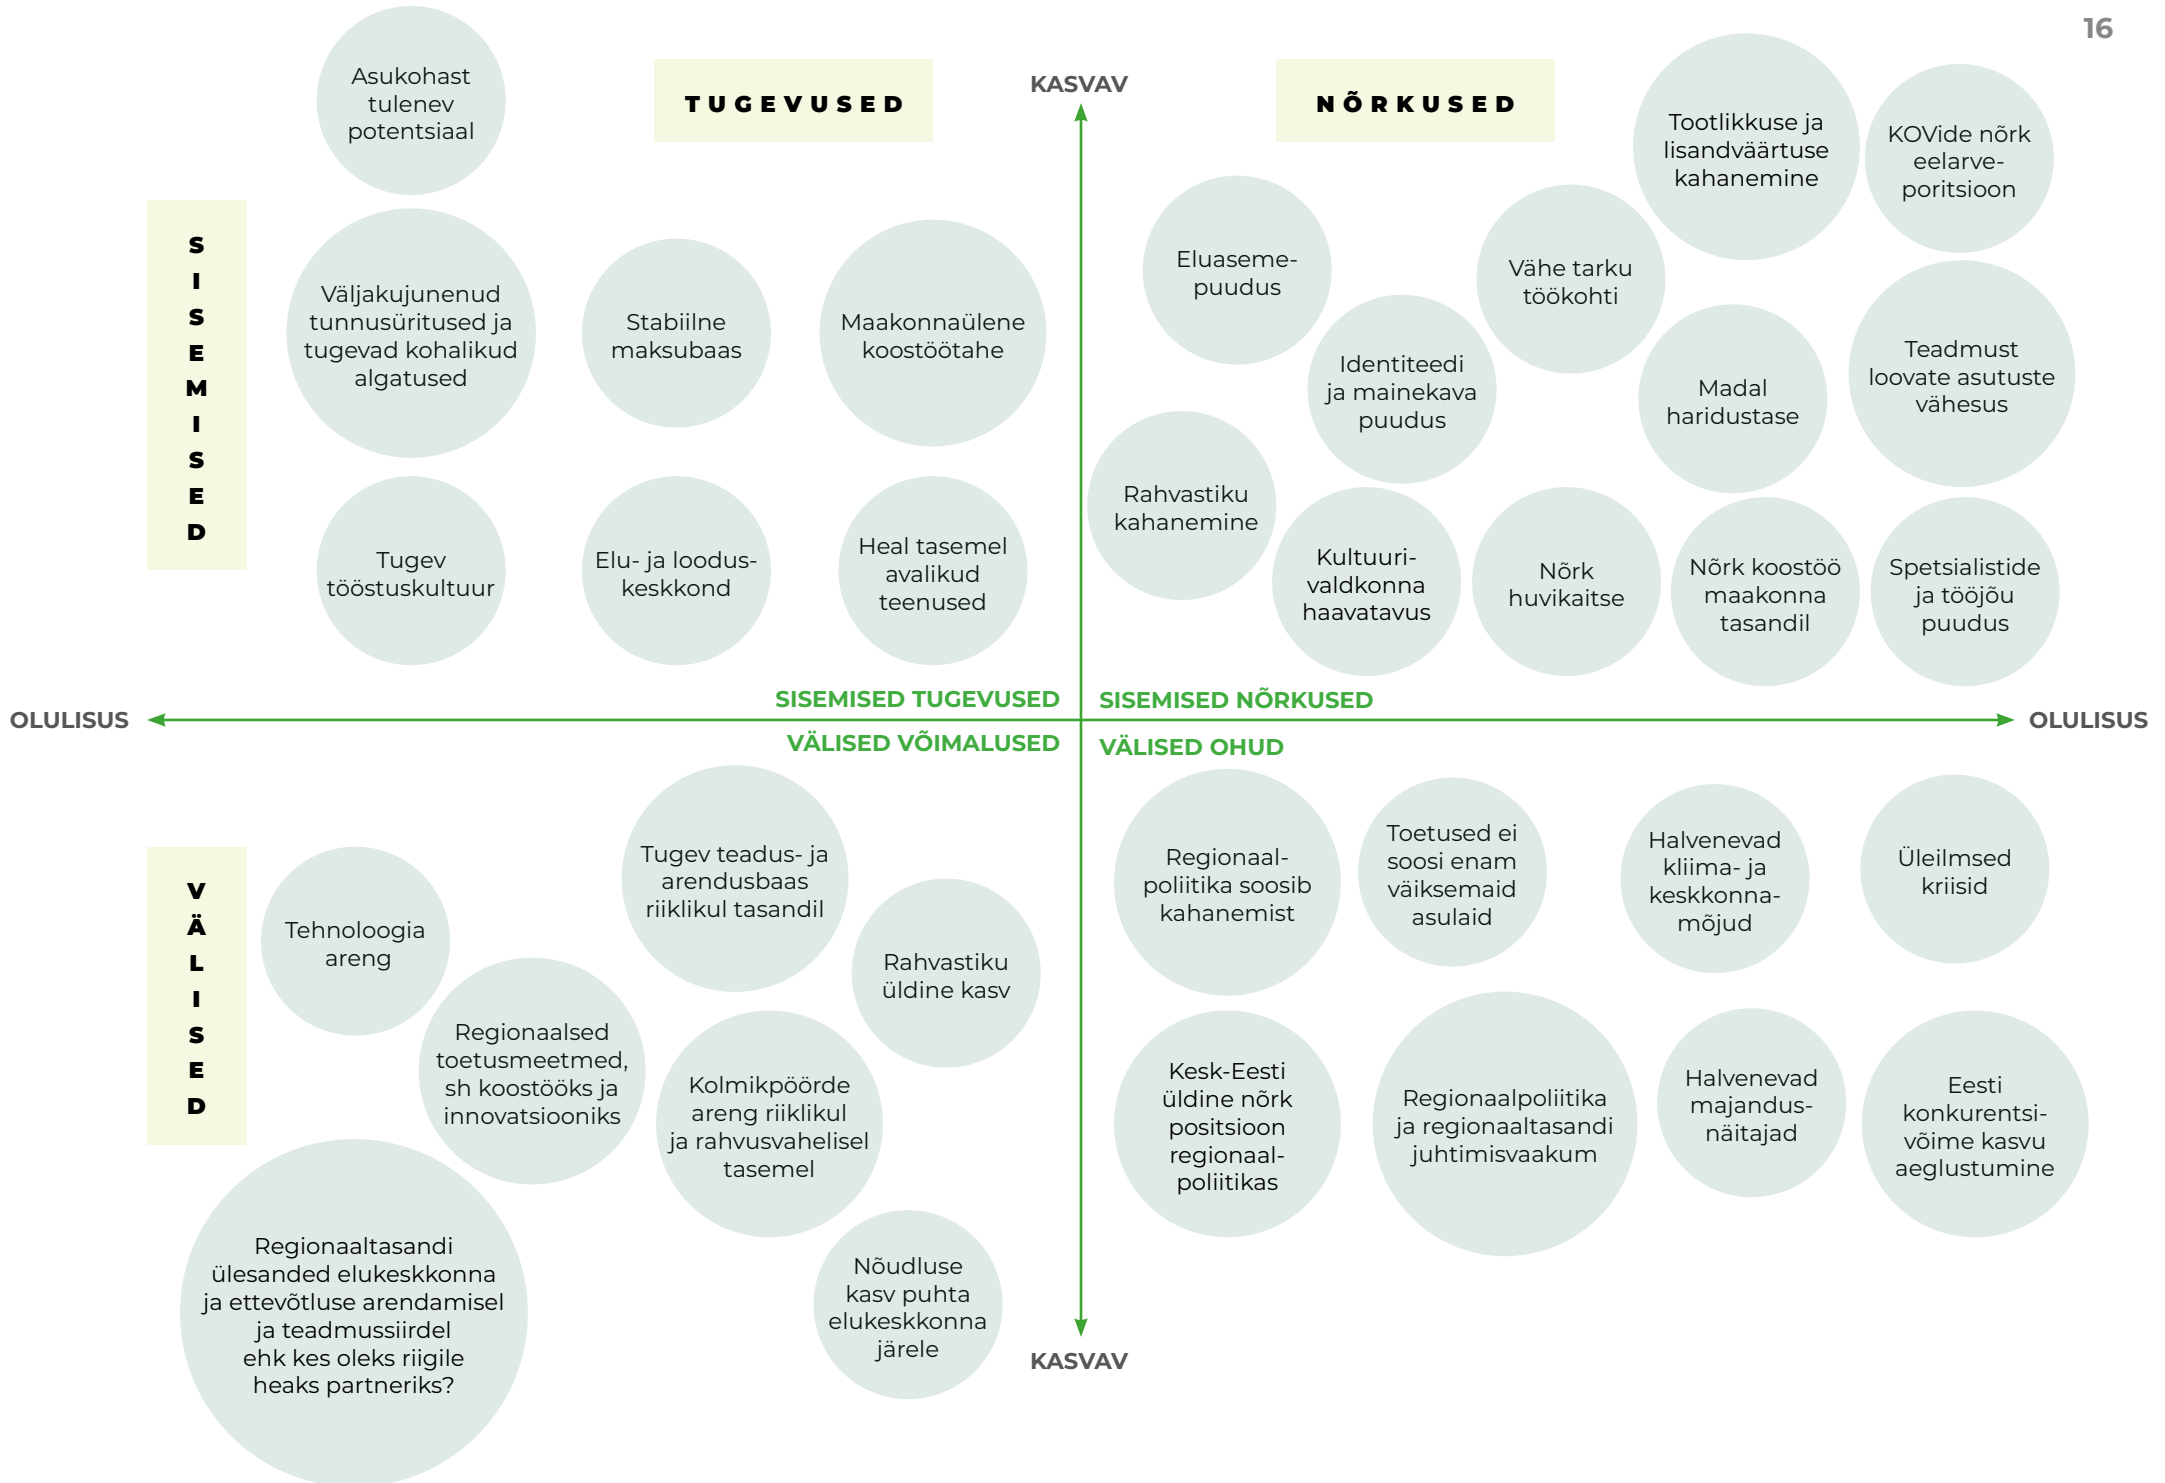 16
KASVAV
TUGEVUSED
NÕRKUSED
SISEMISED
Asukohast
tulenev
potentsiaal
Väljakujunenud
tunnusüritused ja
tugevad kohalikud
algatused
Stabiilne
maksubaas
Maakonnaülene
koostöötahe
Tugev
tööstuskultuur
Elu- ja loodus-
keskkond
Heal tasemel
avalikud
teenused
Tootlikkuse ja
lisandväärtuse
kahanemine
KOVide nõrk
eelarve-
poritsioon
Eluaseme-
puudus
Vähe tarku
töökohti
Identiteedi
ja mainekava
puudus
Madal
haridustase
Teadmust
loovate asutuste
vähesus
Rahvastiku
kahanemine
Kultuuri-
valdkonna
haavatavus
Nõrk
huvikaitse
Nõrk koostöö
maakonna
tasandil
Spetsialistide
ja tööjõu
puudus
SISEMISED TUGEVUSED
SISEMISED NÕRKUSED
OLULISUS
OLULISUS
VÄLISED VÕIMALUSED
VÄLISED OHUD
VÄLISED
Tehnoloogia
areng
Tugev teadus- ja
arendusbaas
riiklikul tasandil
Rahvastiku
üldine kasv
Regionaalsed
toetusmeetmed,
sh koostööks ja
innovatsiooniks
Kolmikpöörde
areng riiklikul
ja rahvusvahelisel
tasemel
Regionaaltasandi
ülesanded elukeskkonna
ja ettevõtluse arendamisel
ja teadmussiirdel
ehk kes oleks riigile
heaks partneriks?
Nõudluse
kasv puhta
elukeskkonna
järele
Regionaal-
poliitika soosib
kahanemist
Toetused ei
soosi enam
väiksemaid
asulaid
Halvenevad
kliima- ja
keskkonna-
mõjud
Üleilmsed
kriisid
Kesk-Eesti
üldine nõrk
positsioon
regionaal-
poliitikas
Regionaalpoliitika
ja regionaaltasandi
juhtimisvaakum
Halvenevad
majandus-
näitajad
Eesti
konkurentsi-
võime kasvu
aeglustumine
KASVAV